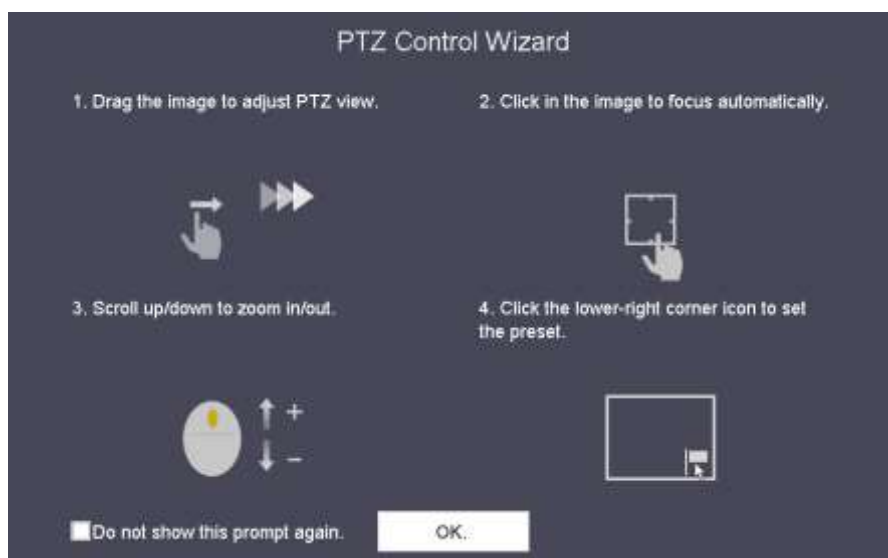 PTZ Control Wizard
1. Drag the image to adjust PTZ view.
2. Click in the image to focus automatically.
3. Scroll up/down to zoom in/out.
4. Click the lower-right corner icon to set
the preset.
Do not show this prompt again.
OK.